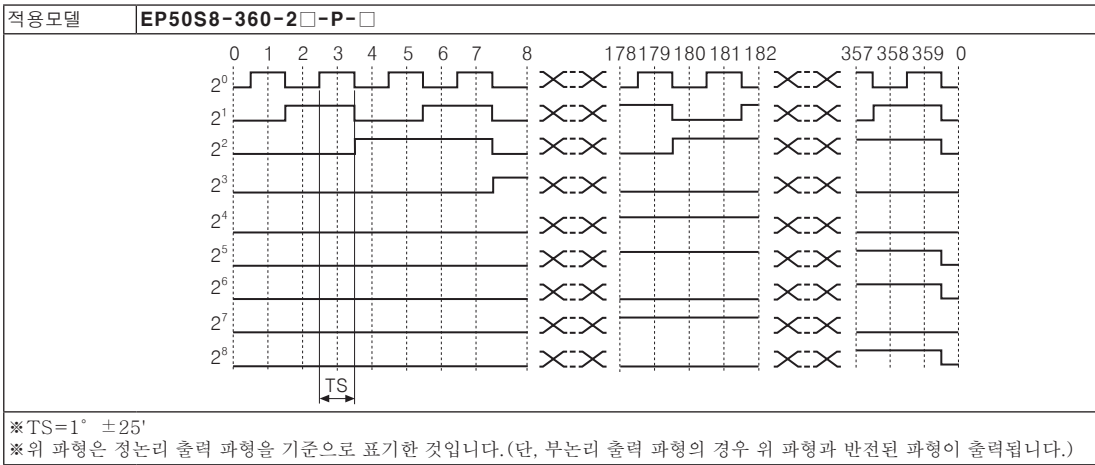 적용모델 EP50S8-360-2□-P-□
0 1 2 3 4 5 6 7 8 178 179 180 181 182 357 358 359 0
2⁰
2¹
2²
2³
2⁴
2⁵
2⁶
2⁷
2⁸
TS
※TS=1° ±25'
※위 파형은 정논리 출력 파형을 기준으로 표기한 것입니다.(단, 부논리 출력 파형의 경우 위 파형과 반전된 파형이 출력됩니다.)